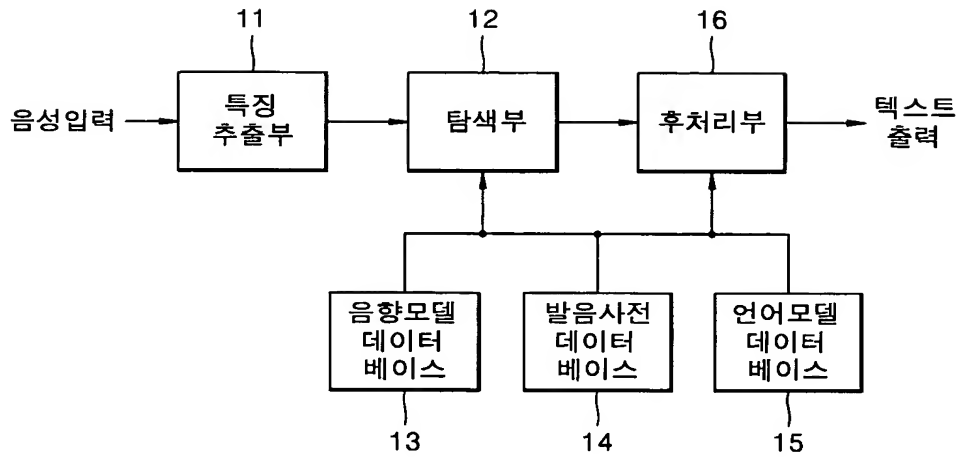 11
12
16
음성입력
특징
추출부
탐색부
후처리부
텍스트
출력
음향모델
데이터
베이스
발음사전
데이터
베이스
언어모델
데이터
베이스
13
14
15